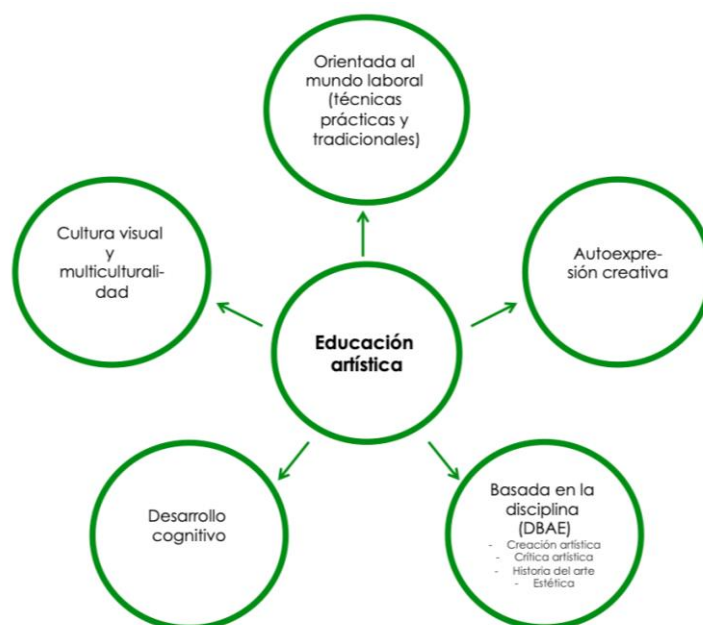 Orientada al
mundo laboral
(técnicas
prácticas y
tradicionales)
Cultura visual
y
multiculturali-
dad
Autoexpre-
sión creativa
Educación
artística
Desarrollo
cognitivo
Basada en la
disciplina
(DBAE)
- Creación artística
- Crítica artística
- Historia del arte
- Estética